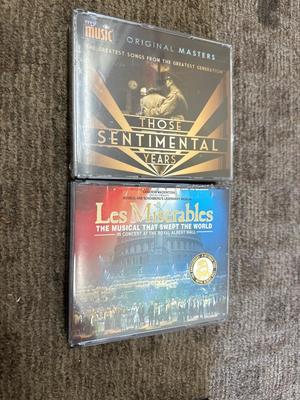 MUSIC
ORIGINAL MASTERS
THE GREATEST SONGS FROM THE GREATEST GENERATION
THOSE
SENTIMENTAL
YEARS
Les Misérables
THE MUSICAL THAT SWEPT THE WORLD
IN CONCERT AT THE ROYAL ALBERT HALL